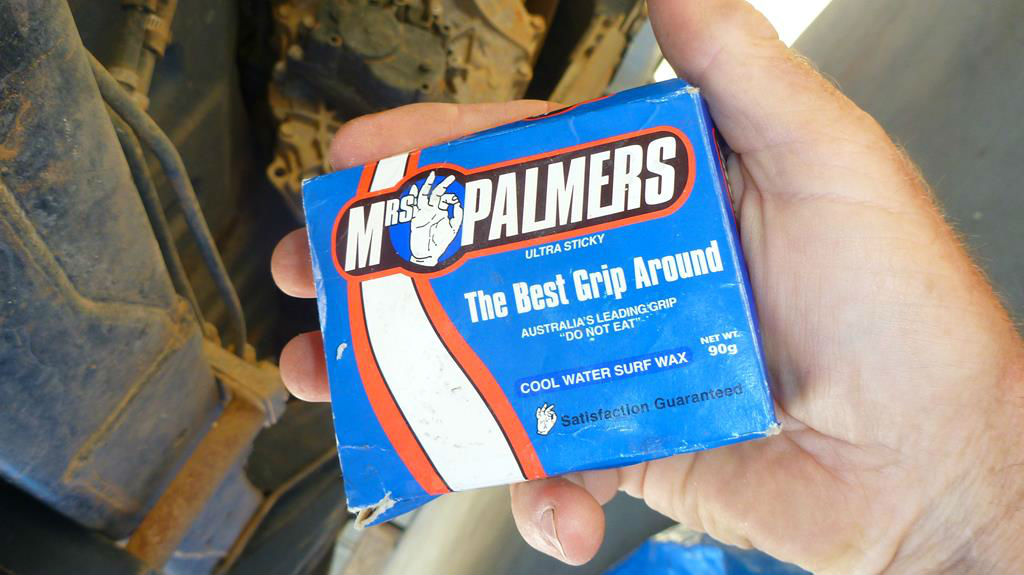 MRS PALMERS
ULTRA STICKY
The Best Grip Around
AUSTRALIA'S LEADING GRIP
"DO NOT EAT"
NET WT.
90g
COOL WATER SURF WAX
Satisfaction Guaranteed